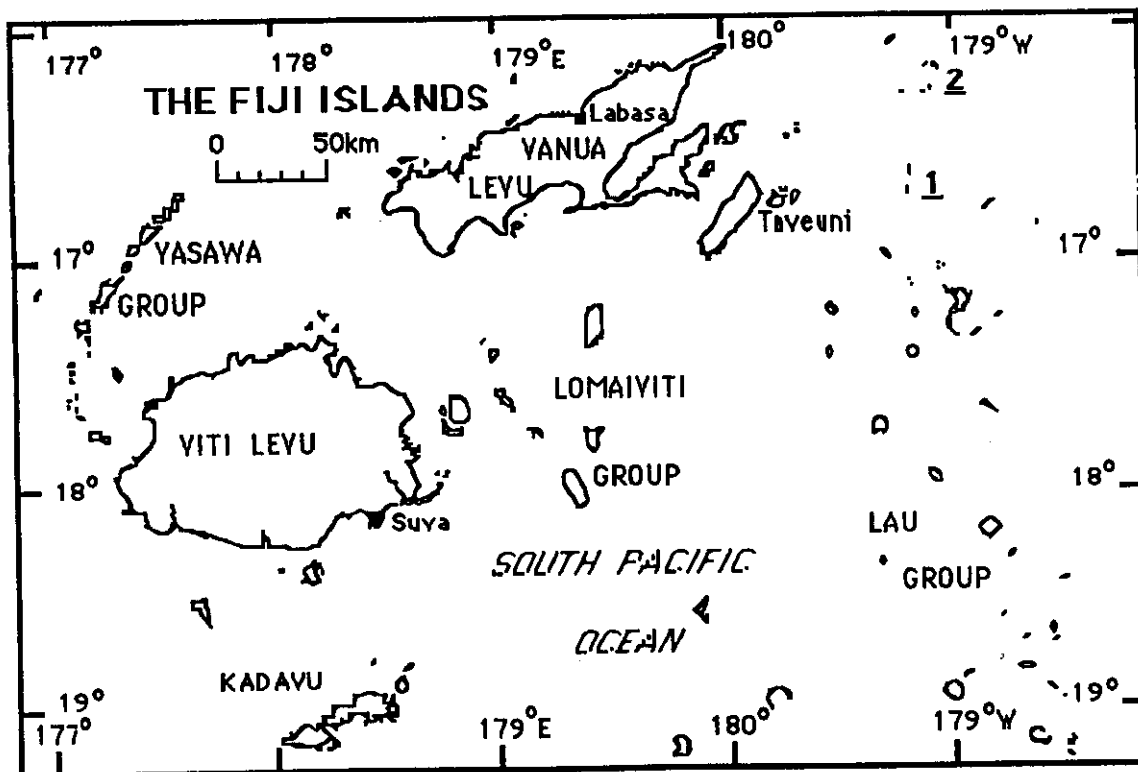 177°
178°
179°E
180°
179°W
2
THE FIJI ISLANDS
Labasa
0 50km
VANUA
LEVU
1
Taveuni
17°
YASAWA
17°
GROUP
LOMAIVITI
VITI LEVU
GROUP
18°
18°
Suva
LAU
SOUTH PACIFIC
GROUP
OCEAN
KADAVU
19°
19°
177°
179°E
180°
179°W